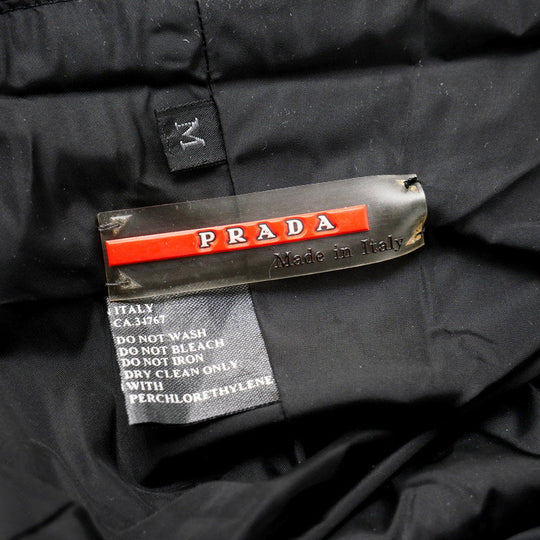 M
PRADA
Made in Italy
ITALY
CA.34767
DO NOT WASH
DO NOT BLEACH
DO NOT IRON
DRY CLEAN ONLY
WITH
PERCHLORETHYLENE